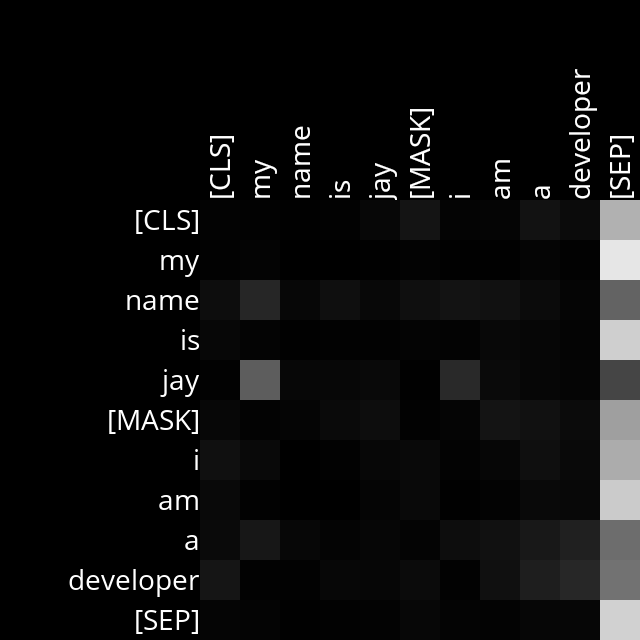 [CLS]
my
name
is
jay
[MASK]
i
am
a
developer
[SEP]
[CLS]
my
name
is
jay
[MASK]
i
am
a
developer
[SEP]